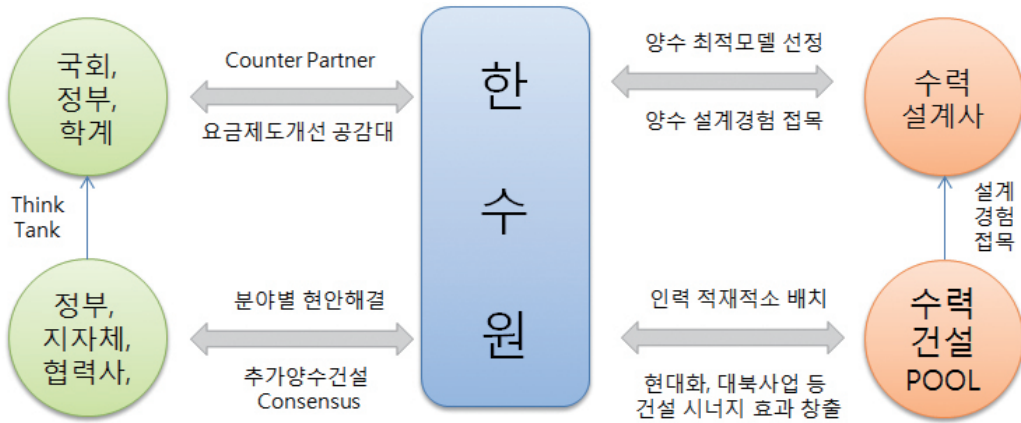 국회,
정부,
학계
Counter Partner
요금제도개선 공감대
한
수
원
양수 최적모델 선정
양수 설계경험 접목
수력
설계사
Think
Tank
설계
경험
접목
정부,
지자체,
협력사,
분야별 현안해결
추가양수건설
Consensus
인력 적재적소 배치
현대화, 대북사업 등
건설 시너지 효과 창출
수력
건설
POOL